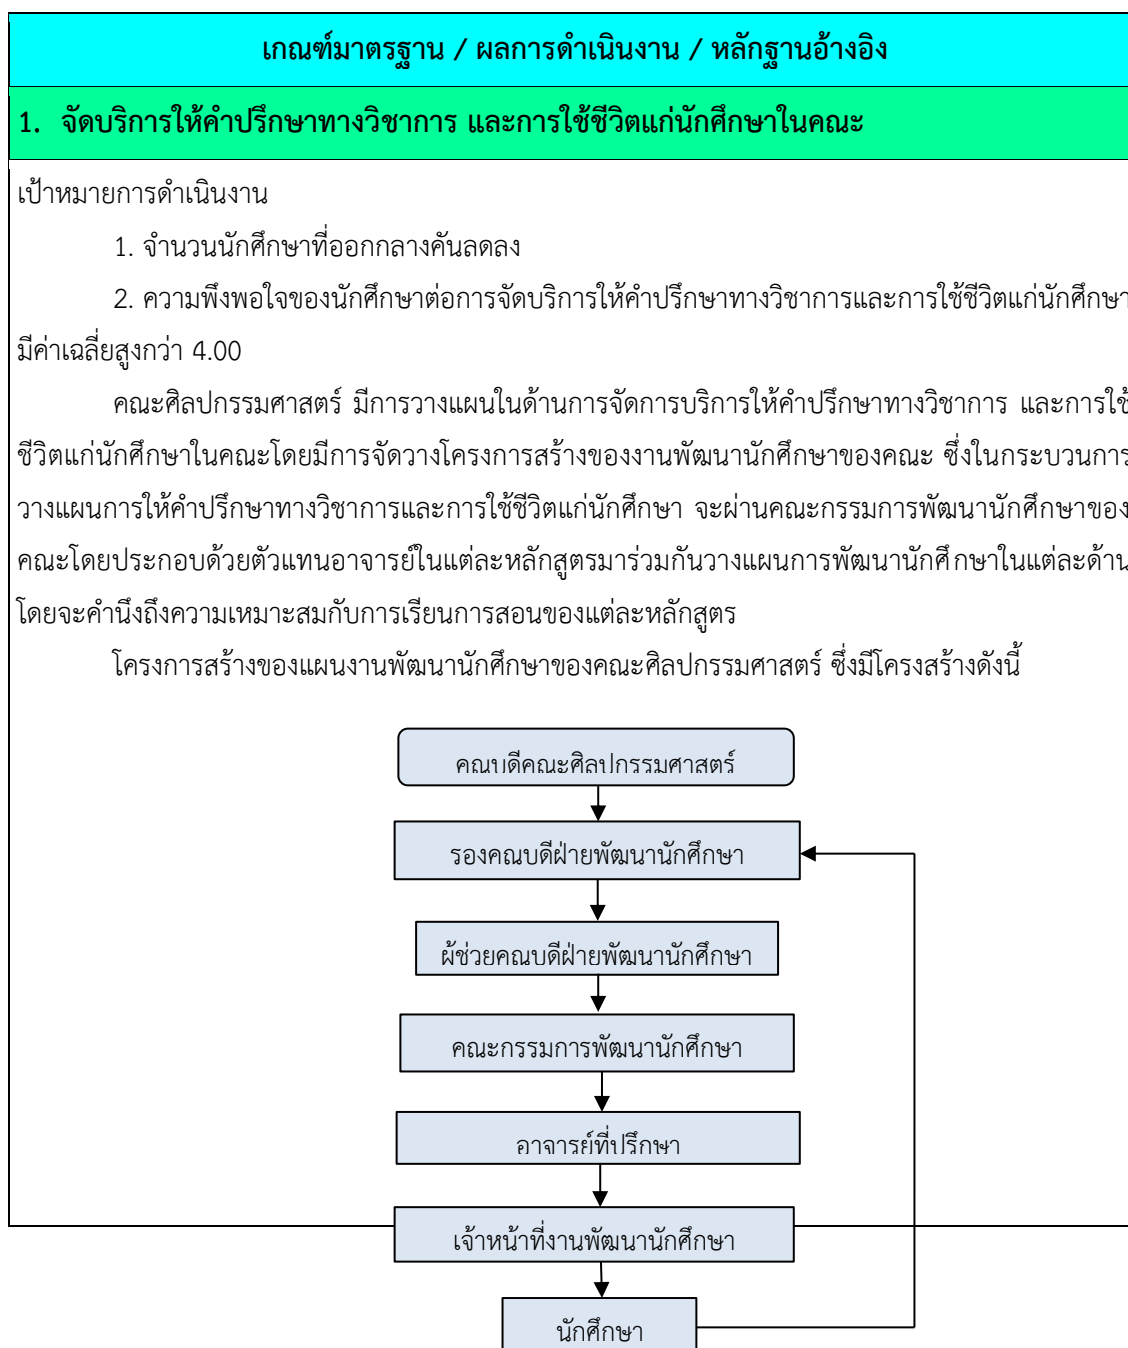 เกณฑ์มาตรฐาน / ผลการดำเนินงาน / หลักฐานอ้างอิง
1. จัดบริการให้คำปรึกษาทางวิชาการ และการใช้ชีวิตแก่นักศึกษาในคณะ
เป้าหมายการดำเนินงาน
1. จำนวนนักศึกษาที่ออกกลางคันลดลง
2. ความพึงพอใจของนักศึกษาต่อการจัดบริการให้คำปรึกษาทางวิชาการและการใช้ชีวิตแก่นักศึกษา
มีค่าเฉลี่ยสูงกว่า 4.00
คณะศิลปกรรมศาสตร์ มีการวางแผนในด้านการจัดการบริการให้คำปรึกษาทางวิชาการ และการใช้
ชีวิตแก่นักศึกษาในคณะโดยมีการจัดวางโครงการสร้างของงานพัฒนานักศึกษาของคณะ ซึ่งในกระบวนการ
วางแผนการให้คำปรึกษาทางวิชาการและการใช้ชีวิตแก่นักศึกษา จะผ่านคณะกรรมการพัฒนานักศึกษาของ
คณะโดยประกอบด้วยตัวแทนอาจารย์ในแต่ละหลักสูตรมาร่วมกันวางแผนการพัฒนานักศึกษาในแต่ละด้าน
โดยจะคำนึงถึงความเหมาะสมกับการเรียนการสอนของแต่ละหลักสูตร
โครงการสร้างของแผนงานพัฒนานักศึกษาของคณะศิลปกรรมศาสตร์ ซึ่งมีโครงสร้างดังนี้
คณบดีคณะศิลปกรรมศาสตร์
รองคณบดีฝ่ายพัฒนานักศึกษา
ผู้ช่วยคณบดีฝ่ายพัฒนานักศึกษา
คณะกรรมการพัฒนานักศึกษา
อาจารย์ที่ปรึกษา
เจ้าหน้าที่งานพัฒนานักศึกษา
นักศึกษา